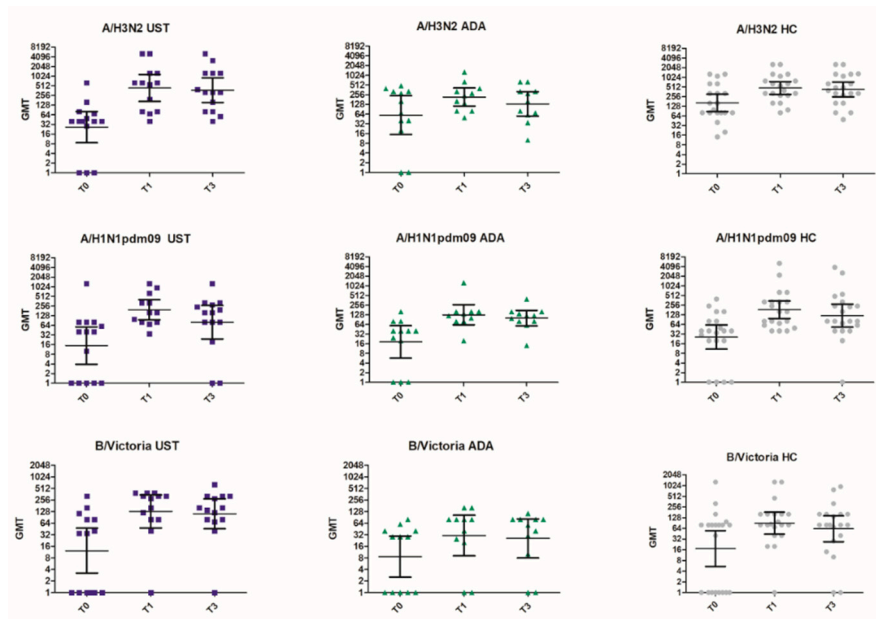 A/H3N2 UST
GMT
8192
4096
2048
1024
512
256
128
64
32
16
8
4
2
1
T0
T1
T3
A/H3N2 ADA
GMT
8192
4096
2048
1024
512
256
128
64
32
16
8
4
2
1
T0
T1
T3
A/H3N2 HC
GMT
8192
4096
2048
1024
512
256
128
64
32
16
8
4
2
1
T0
T1
T3
A/H1N1pdm09 UST
GMT
8192
4096
2048
1024
512
256
128
64
32
16
8
4
2
1
T0
T1
T3
A/H1N1pdm09 ADA
GMT
8192
4096
2048
1024
512
256
128
64
32
16
8
4
2
1
T0
T1
T3
A/H1N1pdm09 HC
GMT
8192
4096
2048
1024
512
256
128
64
32
16
8
4
2
1
T0
T1
T3
B/Victoria UST
GMT
2048
1024
512
256
128
64
32
16
8
4
2
1
T0
T1
T3
B/Victoria ADA
GMT
2048
1024
512
256
128
64
32
16
8
4
2
1
T0
T1
T3
B/Victoria HC
GMT
2048
1024
512
256
128
64
32
16
8
4
2
1
T0
T1
T3